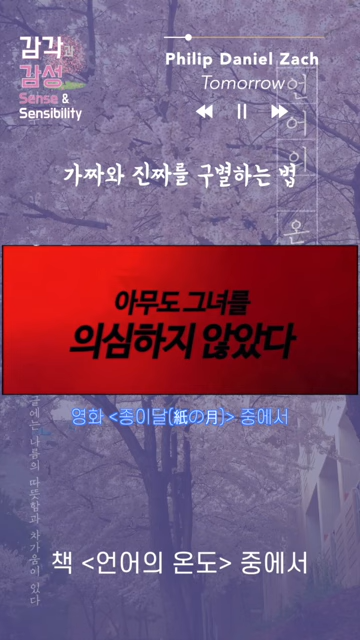 감각과
감성
Sense &
Sensibility
Philip Daniel Zach
Tomorrow
가짜와 진짜를 구별하는 법
언어의 온
아무도 그녀를
의심하지 않았다
영화 <종이달(紙の月)> 중에서
에는 나름의 따뜻함과 차가움이 있다
책 <언어의 온도> 중에서